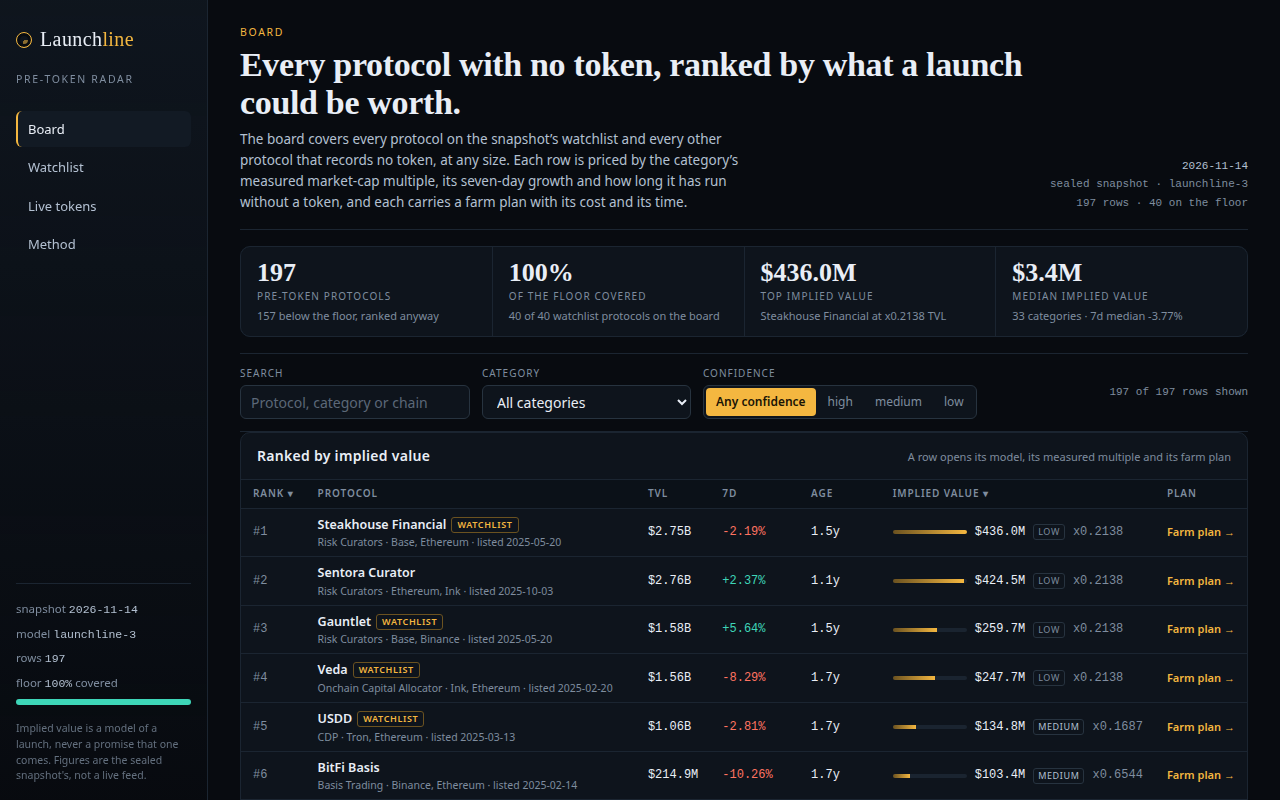 Launchline
PRE-TOKEN RADAR
Board
Watchlist
Live tokens
Method
snapshot 2026-11-14
model launchline-3
rows 197
floor 100% covered
Implied value is a model of a
launch, never a promise that one
comes. Figures are the sealed
snapshot's, not a live feed.
BOARD
Every protocol with no token, ranked by what a launch
could be worth.
The board covers every protocol on the snapshot's watchlist and every other
protocol that records no token, at any size. Each row is priced by the category's
measured market-cap multiple, its seven-day growth and how long it has run
without a token, and each carries a farm plan with its cost and its time.
2026-11-14
sealed snapshot · launchline-3
197 rows · 40 on the floor
197
PRE-TOKEN PROTOCOLS
157 below the floor, ranked anyway
100%
OF THE FLOOR COVERED
40 of 40 watchlist protocols on the board
$436.0M
TOP IMPLIED VALUE
Steakhouse Financial at x0.2138 TVL
$3.4M
MEDIAN IMPLIED VALUE
33 categories · 7d median -3.77%
SEARCH
Protocol, category or chain
CATEGORY
All categories
CONFIDENCE
Any confidence high medium low
197 of 197 rows shown
Ranked by implied value
A row opens its model, its measured multiple and its farm plan
RANK ▾ PROTOCOL TVL 7D AGE IMPLIED VALUE ▾ PLAN
#1 Steakhouse Financial WATCHLIST $2.75B -2.19% 1.5y $436.0M LOW x0.2138 Farm plan →
Risk Curators · Base, Ethereum · listed 2025-05-20
#2 Sentora Curator $2.76B +2.37% 1.1y $424.5M LOW x0.2138 Farm plan →
Risk Curators · Ethereum, Ink · listed 2025-10-03
#3 Gauntlet WATCHLIST $1.58B +5.64% 1.5y $259.7M LOW x0.2138 Farm plan →
Risk Curators · Base, Binance · listed 2025-05-20
#4 Veda WATCHLIST $1.56B -8.29% 1.7y $247.7M LOW x0.2138 Farm plan →
Onchain Capital Allocator · Ink, Ethereum · listed 2025-02-20
#5 USDD WATCHLIST $1.06B -2.81% 1.7y $134.8M MEDIUM x0.1687 Farm plan →
CDP · Tron, Ethereum · listed 2025-03-13
#6 BitFi Basis $214.9M -10.26% 1.7y $103.4M MEDIUM x0.6544 Farm plan →
Basis Trading · Binance, Ethereum · listed 2025-02-14